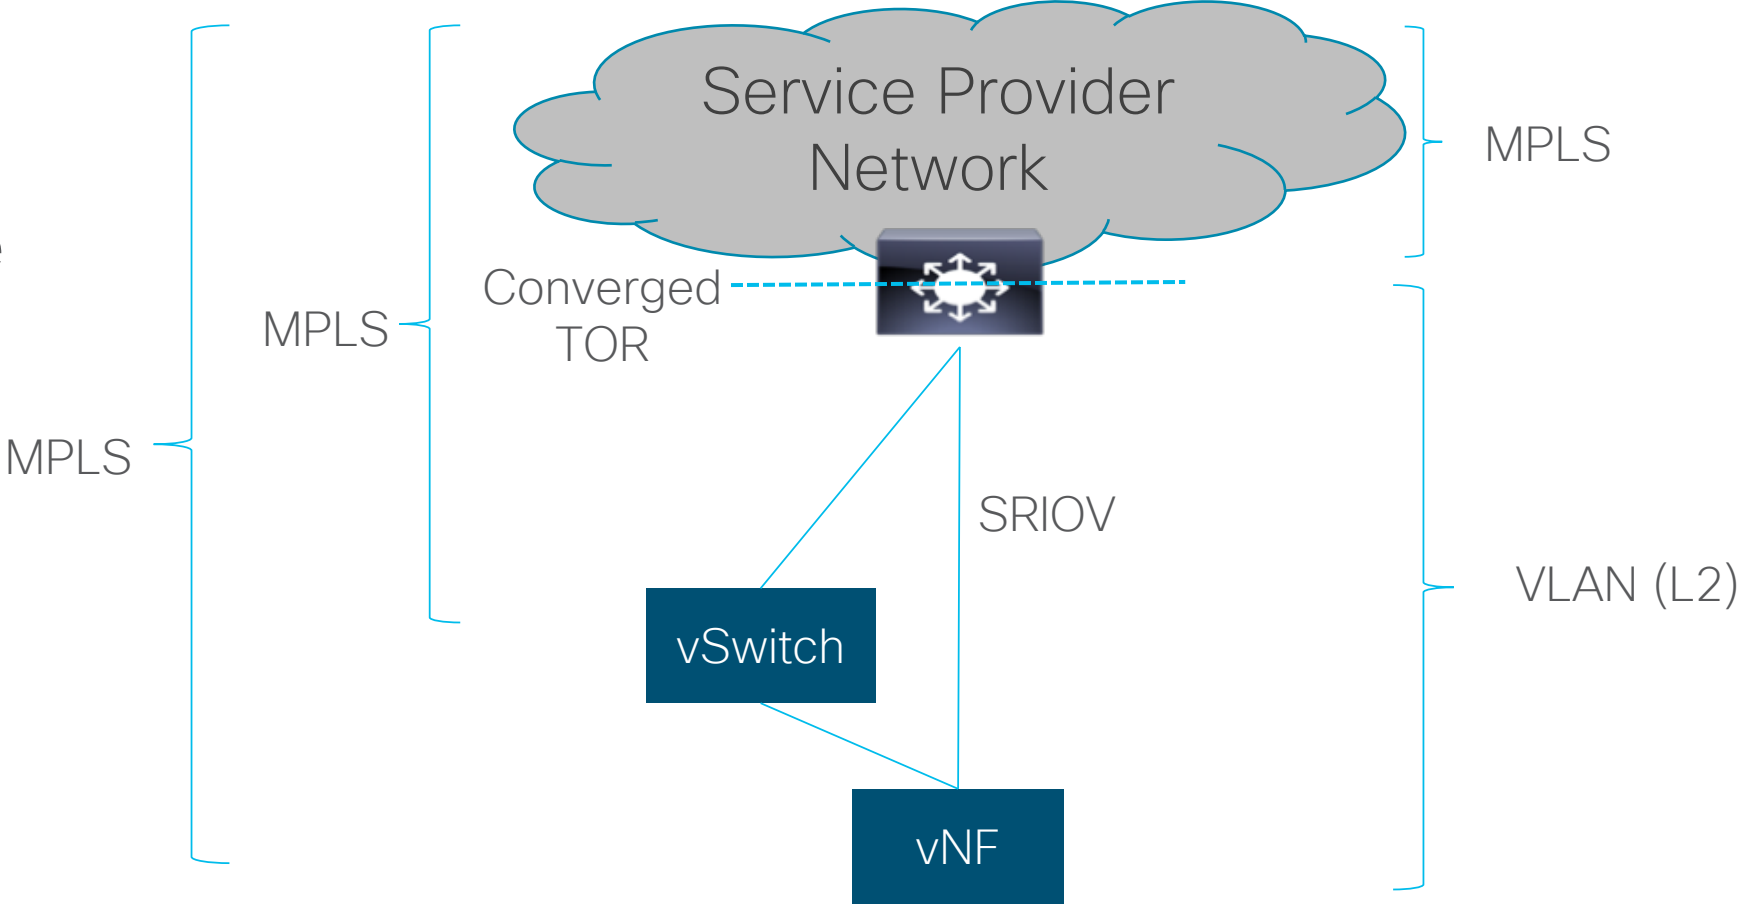 Service Provider
Network
MPLS
Converged
TOR
MPLS
MPLS
SRIOV
VLAN (L2)
vSwitch
vNF